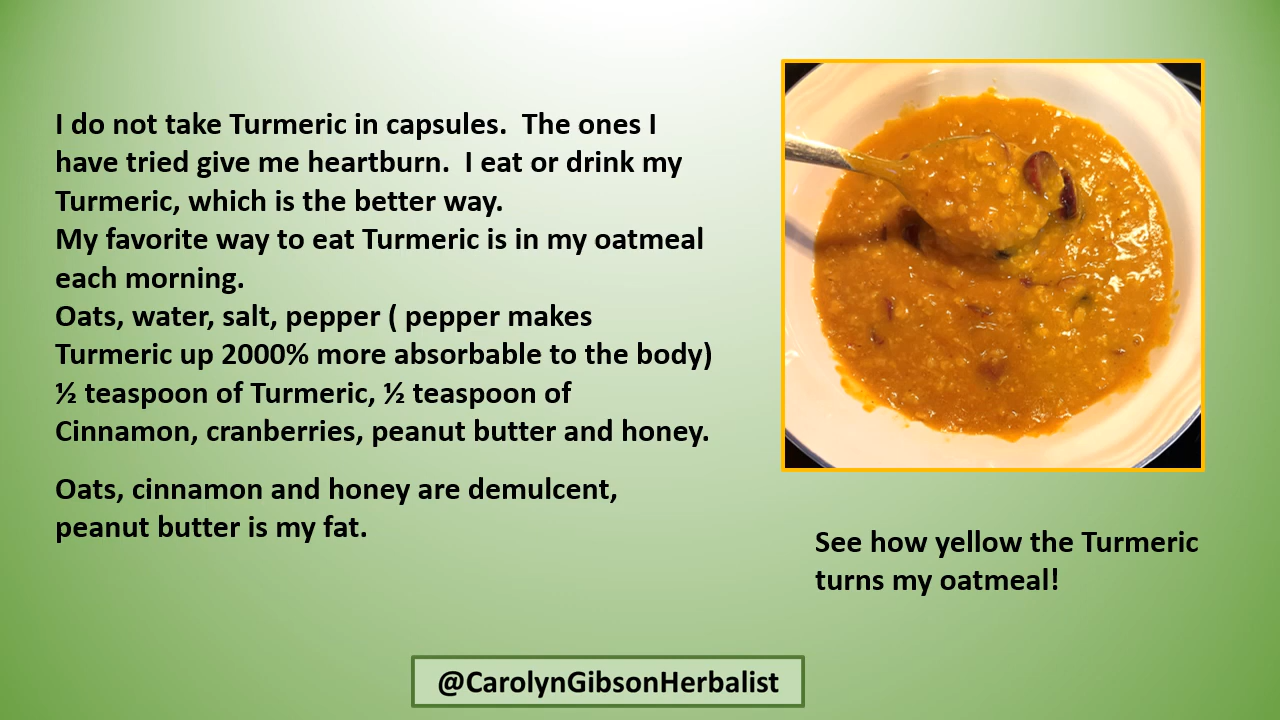 I do not take Turmeric in capsules.  The ones I
have tried give me heartburn.  I eat or drink my
Turmeric, which is the better way.
My favorite way to eat Turmeric is in my oatmeal
each morning.
Oats, water, salt, pepper ( pepper makes
Turmeric up 2000% more absorbable to the body)
½ teaspoon of Turmeric, ½ teaspoon of
Cinnamon, cranberries, peanut butter and honey.
Oats, cinnamon and honey are demulcent,
peanut butter is my fat.
See how yellow the Turmeric
turns my oatmeal!
@CarolynGibsonHerbalist